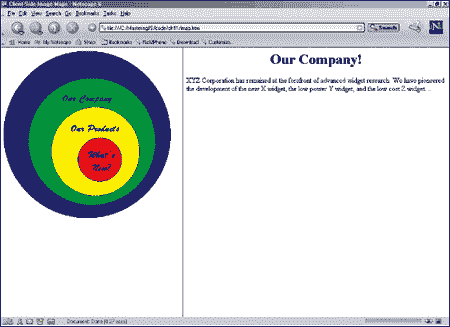 Client-Side Image Maps - Netscape 6
File Edit View Search Go Bookmarks Tasks Help
Search
Home My Netscape Search Bookmarks Net2Phone Download Customize...
Our Company!
XYZ Corporation has remained at the forefront of advanced widget research. We have pioneered
the development of the new X widget, the low power Y widget, and the low cost Z widget...
Our Company
Our Products
What's
New?
Document: Done